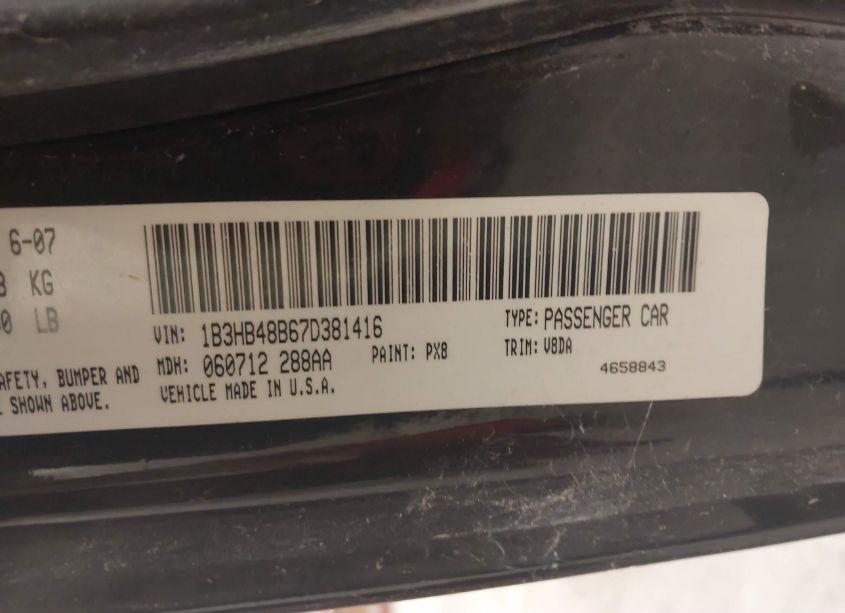 6-07
KG
LB
VIN: 1B3HB48B67D381416
TYPE: PASSENGER CAR
MDH: 060712 288AA
PAINT: PXB
TRIM: V8DA
VEHICLE MADE IN U.S.A.
4658843
AFETY, BUMPER AND
SHOWN ABOVE.